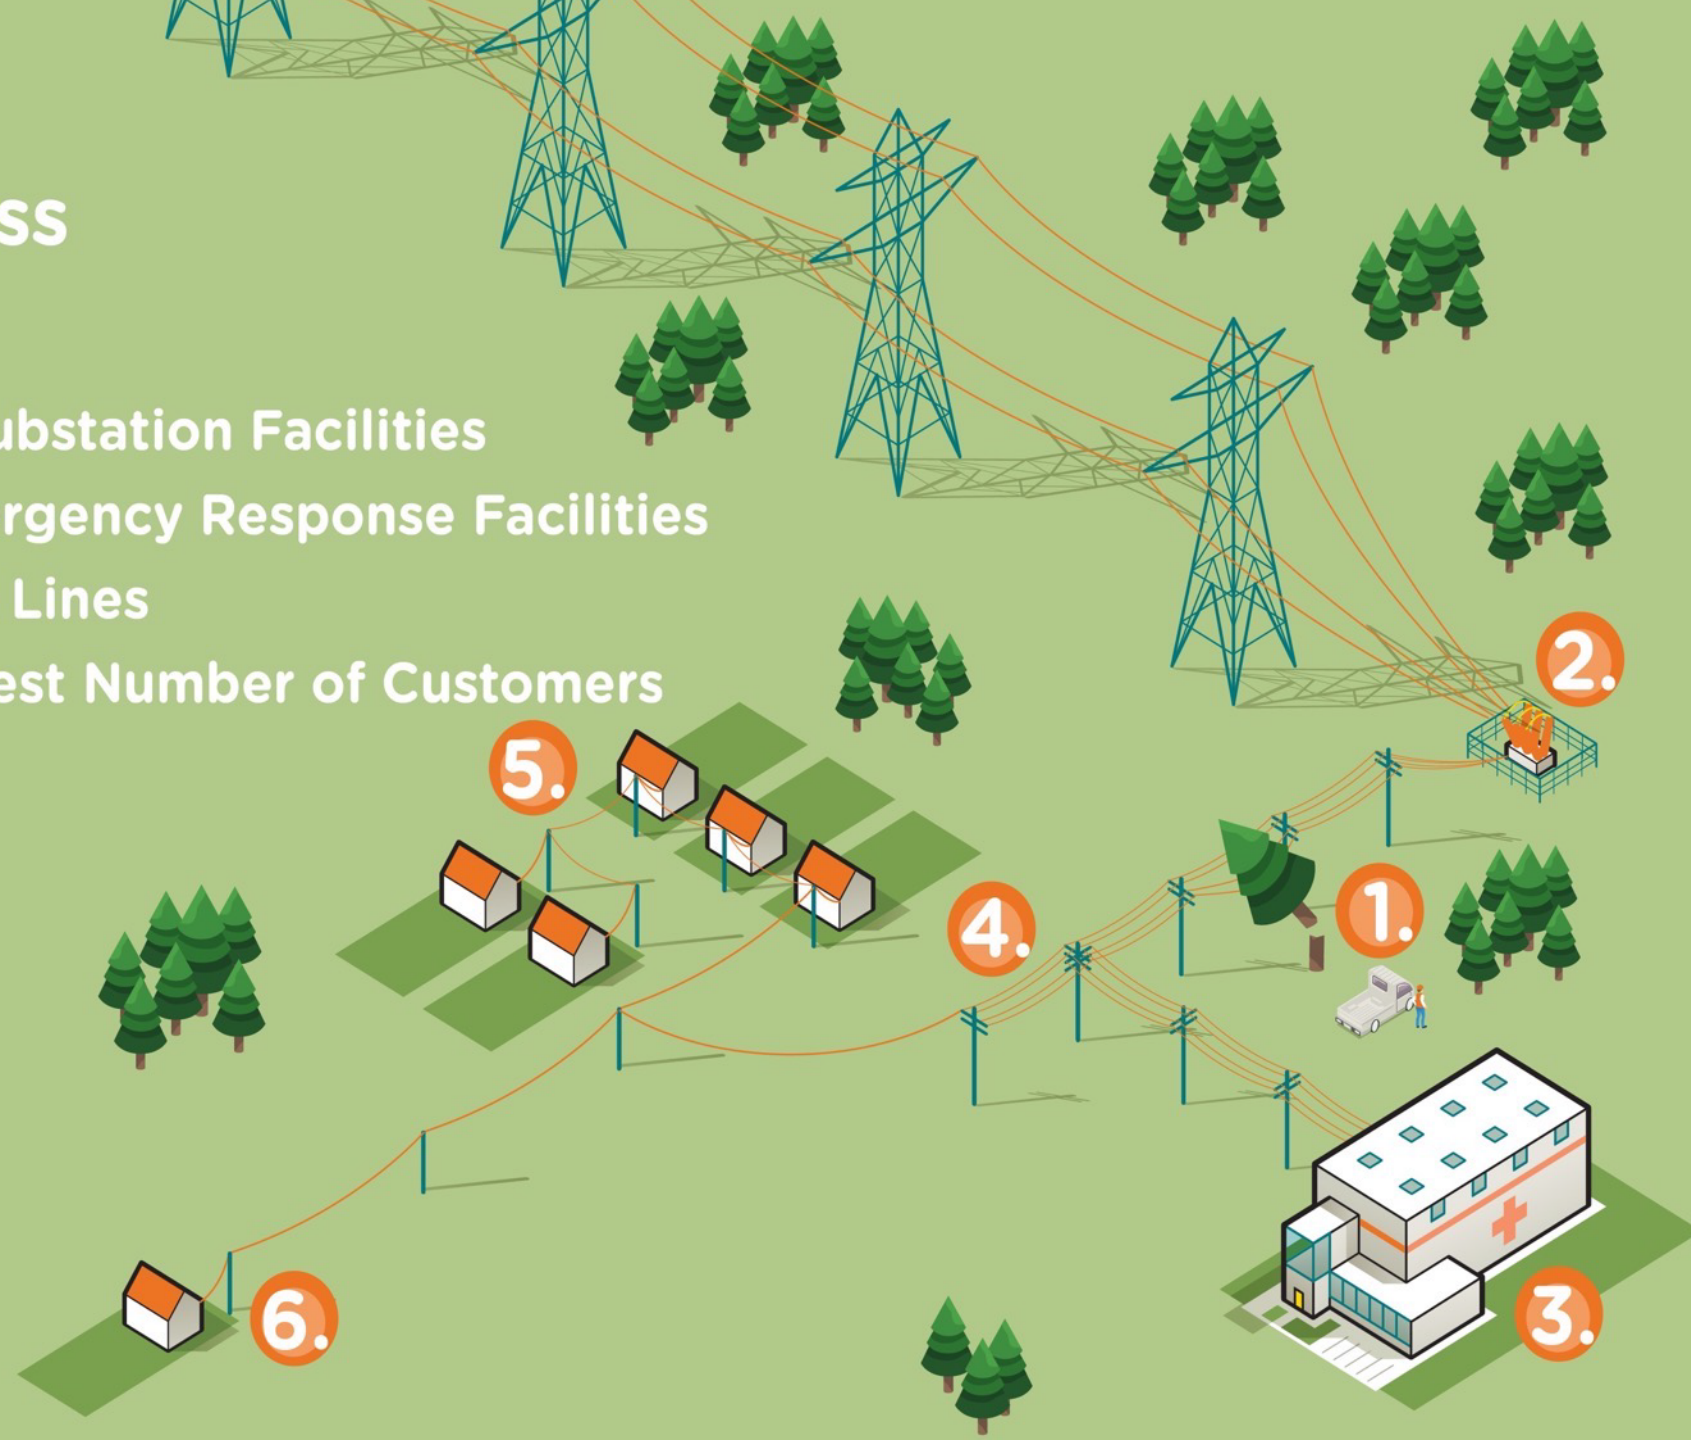 ss
ubstation Facilities
rgency Response Facilities
Lines
est Number of Customers
2.
5.
1.
4.
3.
6.